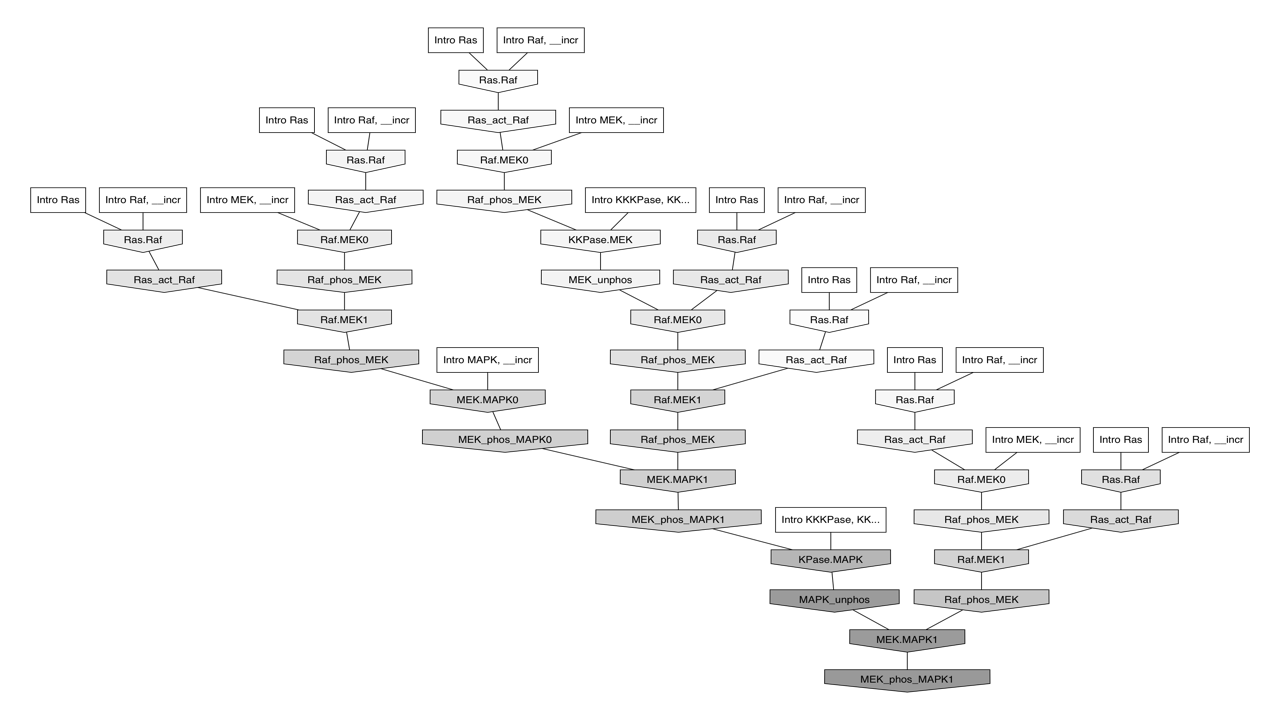 Intro Ras
Intro Raf, __incr
Ras.Raf
Intro Ras
Intro Raf, __incr
Ras_act_Raf
Intro MEK, __incr
Ras.Raf
Raf.MEK0
Intro Ras
Intro Raf, __incr
Intro MEK, __incr
Ras_act_Raf
Raf_phos_MEK
Intro KKKPase, KK...
Intro Ras
Intro Raf, __incr
Ras.Raf
Raf.MEK0
KKPase.MEK
Ras.Raf
Ras_act_Raf
Raf_phos_MEK
MEK_unphos
Ras_act_Raf
Intro Ras
Intro Raf, __incr
Raf.MEK1
Raf.MEK0
Ras.Raf
Raf_phos_MEK
Intro MAPK, __incr
Raf_phos_MEK
Ras_act_Raf
Intro Ras
Intro Raf, __incr
MEK.MAPK0
Raf.MEK1
Ras.Raf
MEK_phos_MAPK0
Raf_phos_MEK
Ras_act_Raf
Intro MEK, __incr
Intro Ras
Intro Raf, __incr
MEK.MAPK1
Raf.MEK0
Ras.Raf
MEK_phos_MAPK1
Intro KKKPase, KK...
Raf_phos_MEK
Ras_act_Raf
KPase.MAPK
Raf.MEK1
MAPK_unphos
Raf_phos_MEK
MEK.MAPK1
MEK_phos_MAPK1